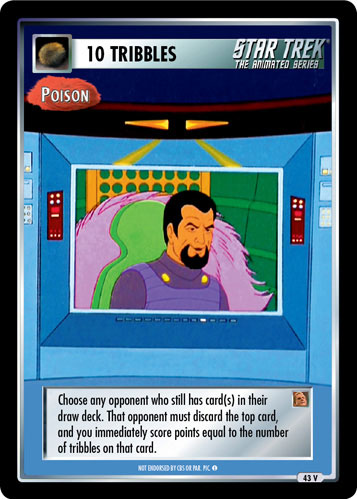 10 TRIBBLES
STAR TREK
THE ANIMATED SERIES
POISON
Choose any opponent who still has card(s) in their
draw deck. That opponent must discard the top card,
and you immediately score points equal to the number
of tribbles on that card.
NOT ENDORSED BY CBS OR PAR. PIC.
43 V